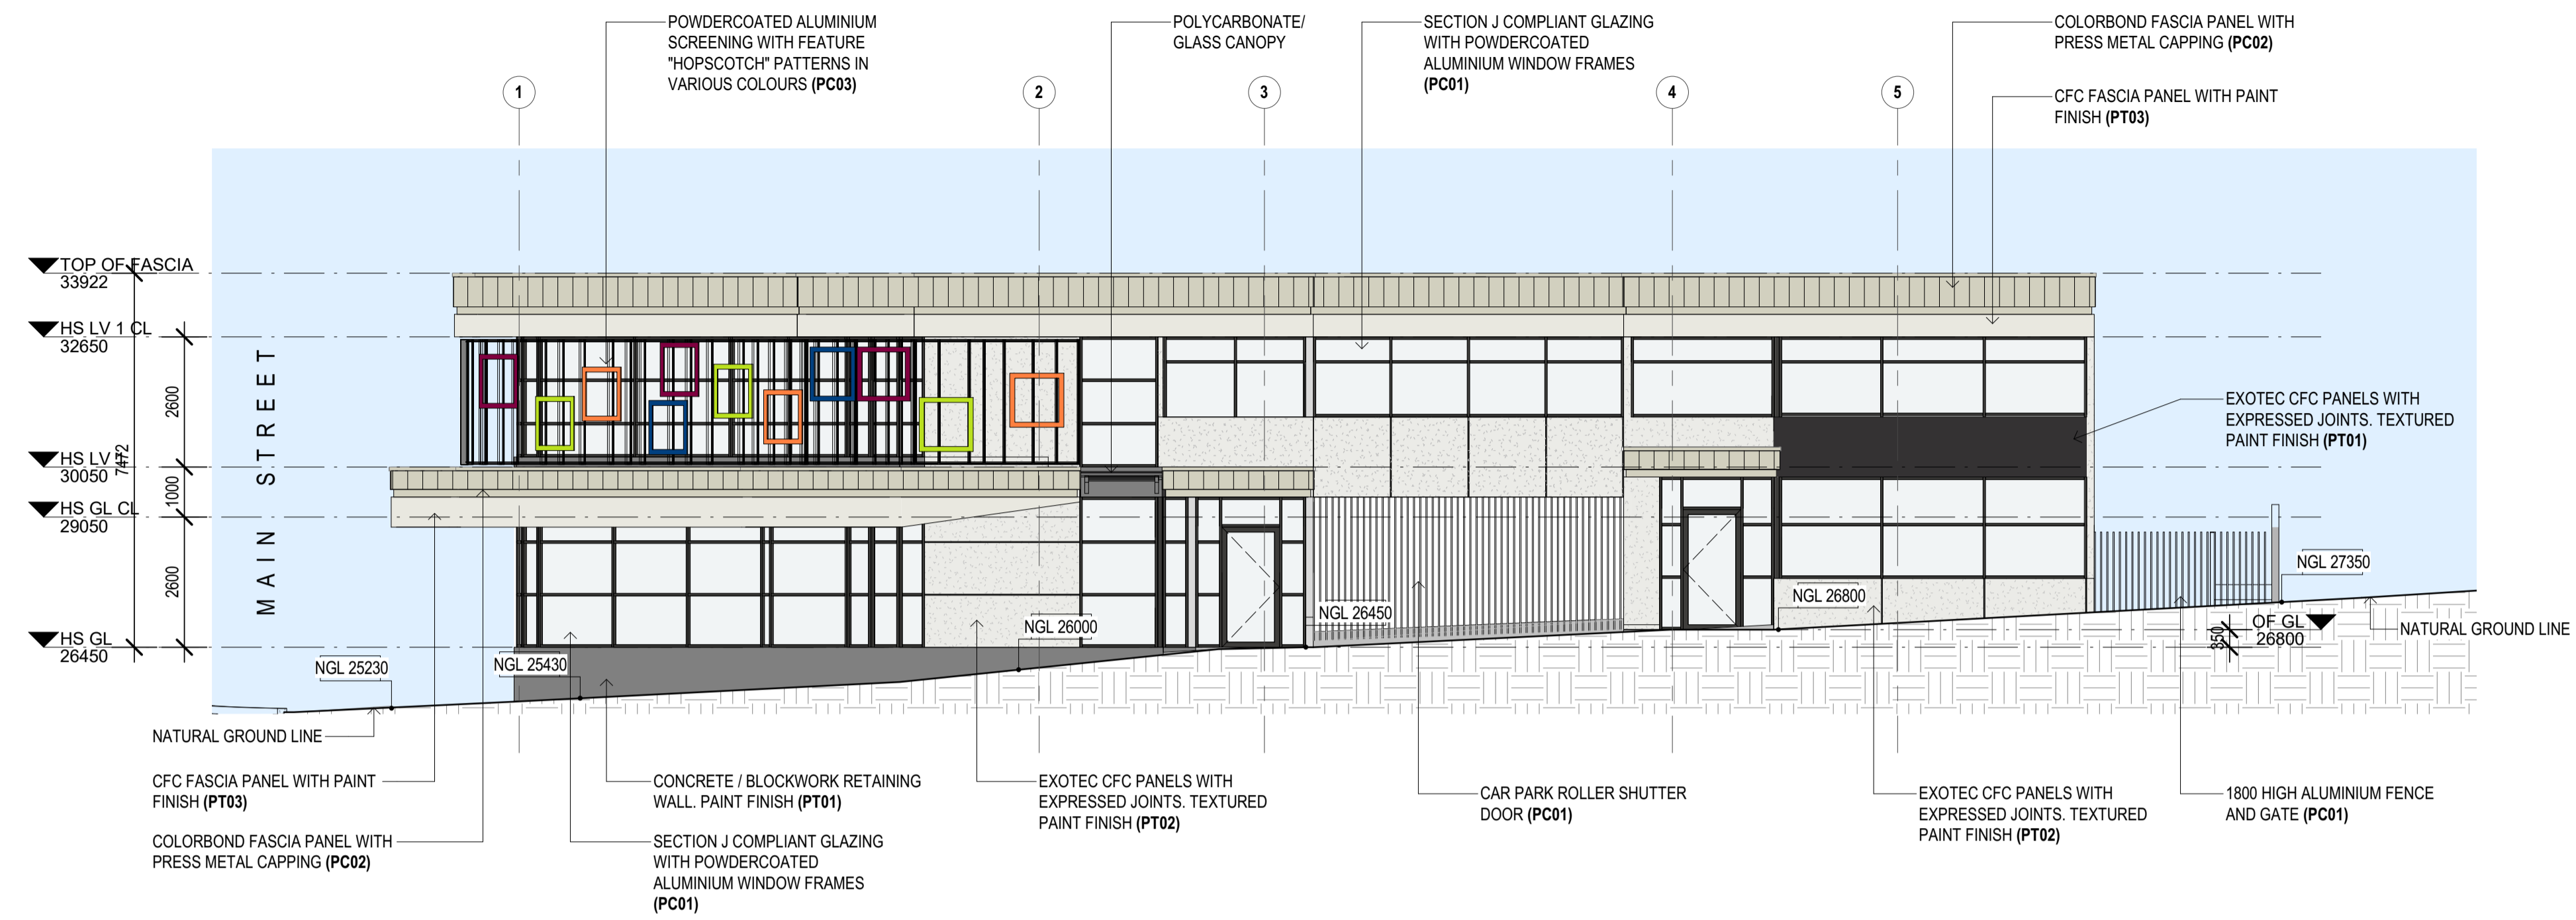 POWDERCOATED ALUMINIUM
SCREENING WITH FEATURE
"HOPSCOTCH" PATTERNS IN
VARIOUS COLOURS (PC03)
POLYCARBONATE/
GLASS CANOPY
SECTION J COMPLIANT GLAZING
WITH POWDERCOATED
ALUMINIUM WINDOW FRAMES
(PC01)
COLORBOND FASCIA PANEL WITH
PRESS METAL CAPPING (PC02)
CFC FASCIA PANEL WITH PAINT
FINISH (PT03)
1
2
3
4
5
TOP OF FASCIA
33922
HS LV 1 CL
32650
2600
HS LV 1
30050
7472
1000
HS GL CL
29050
2600
HS GL
26450
MAIN STREET
EXOTEC CFC PANELS WITH
EXPRESSED JOINTS. TEXTURED
PAINT FINISH (PT01)
NGL 25230
NGL 25430
NGL 26000
NGL 26450
NGL 26800
NGL 27350
OF GL
26800
350
NATURAL GROUND LINE
NATURAL GROUND LINE
CFC FASCIA PANEL WITH PAINT
FINISH (PT03)
COLORBOND FASCIA PANEL WITH
PRESS METAL CAPPING (PC02)
CONCRETE / BLOCKWORK RETAINING
WALL. PAINT FINISH (PT01)
SECTION J COMPLIANT GLAZING
WITH POWDERCOATED
ALUMINIUM WINDOW FRAMES
(PC01)
EXOTEC CFC PANELS WITH
EXPRESSED JOINTS. TEXTURED
PAINT FINISH (PT02)
CAR PARK ROLLER SHUTTER
DOOR (PC01)
EXOTEC CFC PANELS WITH
EXPRESSED JOINTS. TEXTURED
PAINT FINISH (PT02)
1800 HIGH ALUMINIUM FENCE
AND GATE (PC01)